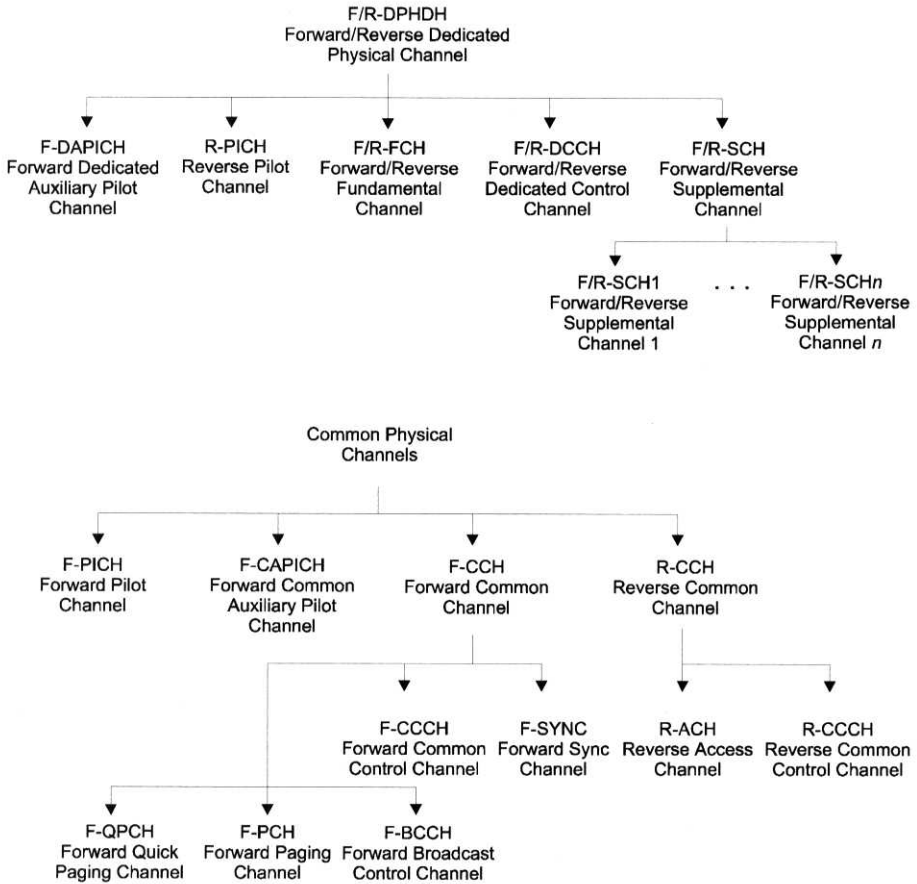 F/R-DPHDH
Forward/Reverse Dedicated
Physical Channel
F-DAPICH
Forward Dedicated
Auxiliary Pilot
Channel
R-PICH
Reverse Pilot
Channel
F/R-FCH
Forward/Reverse
Fundamental
Channel
F/R-DCCH
Forward/Reverse
Dedicated Control
Channel
F/R-SCH
Forward/Reverse
Supplemental
Channel
F/R-SCH1
Forward/Reverse
Supplemental
Channel 1
. . .
F/R-SCHn
Forward/Reverse
Supplemental
Channel n
Common Physical
Channels
F-PICH
Forward Pilot
Channel
F-CAPICH
Forward Common
Auxiliary Pilot
Channel
F-CCH
Forward Common
Channel
R-CCH
Reverse Common
Channel
F-CCCH
Forward Common
Control Channel
F-SYNC
Forward Sync
Channel
R-ACH
Reverse Access
Channel
R-CCCH
Reverse Common
Control Channel
F-QPCH
Forward Quick
Paging Channel
F-PCH
Forward Paging
Channel
F-BCCH
Forward Broadcast
Control Channel